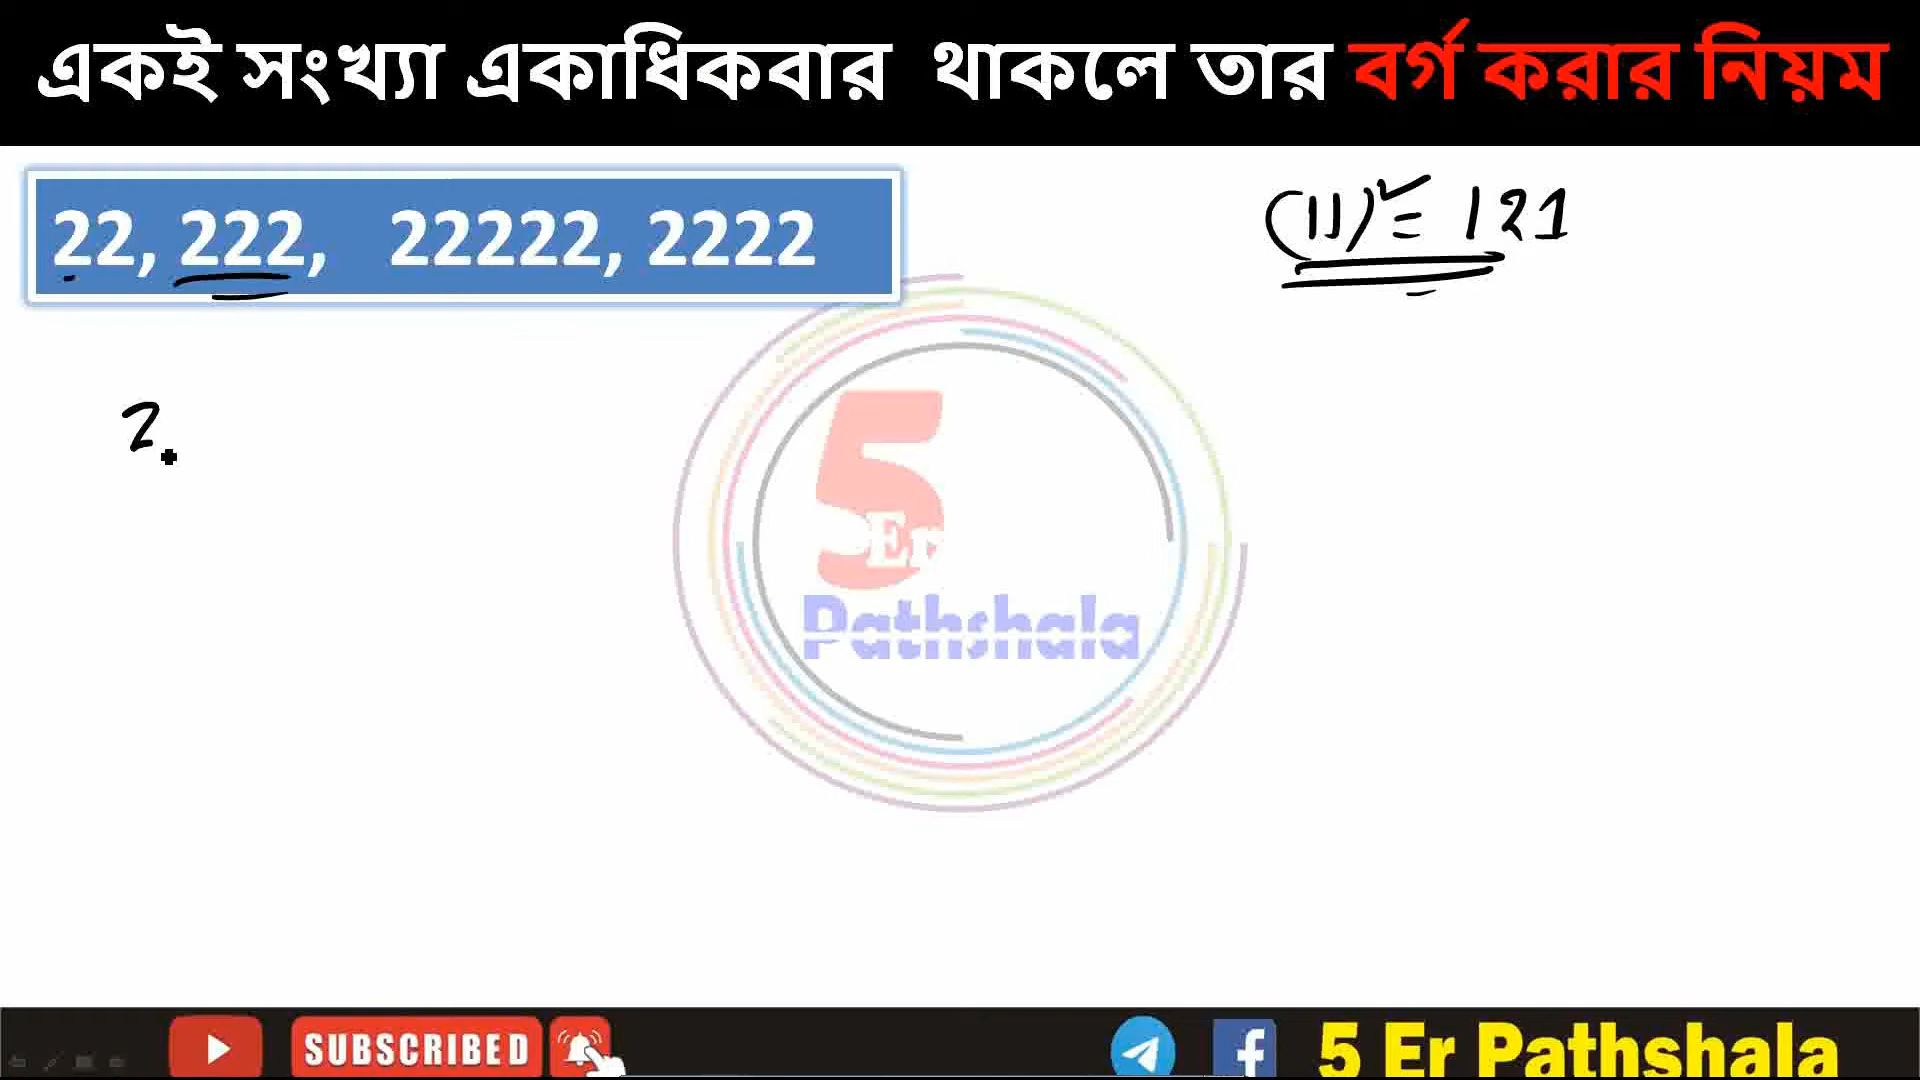 একই সংখ্যা একাধিকবার থাকলে তার বর্গ করার নিয়ম
22, 222, 22222, 2222
(11)² = 121
2
5
Er
Pathshala
SUBSCRIBED
5 Er Pathshala